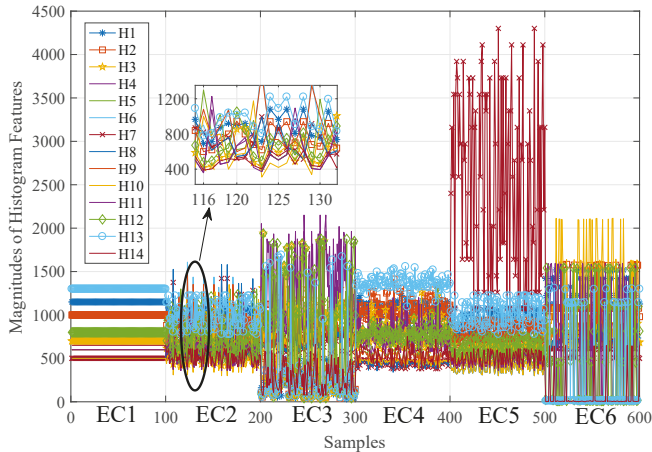 4500
4000
3500
3000
2500
2000
1500
1000
500
0
Magnitudes of Histogram Features
H1
H2
H3
H4
H5
H6
H7
H8
H9
H10
H11
H12
H13
H14
1200
800
400
116 120 125 130
EC1 EC2 EC3 EC4 EC5 EC6
0 100 200 300 400 500 600
Samples